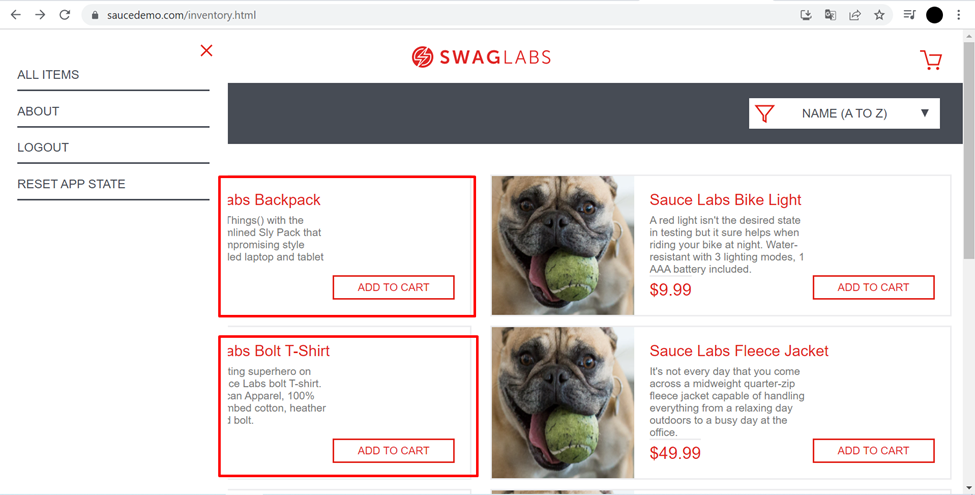 saucedemo.com/inventory.html
SWAGLABS
ALL ITEMS
ABOUT
LOGOUT
RESET APP STATE
NAME (A TO Z)
abs Backpack
Things() with the
nlined Sly Pack that
mpromising style
led laptop and tablet
ADD TO CART
Sauce Labs Bike Light
A red light isn't the desired state
in testing but it sure helps when
riding your bike at night. Water-
resistant with 3 lighting modes, 1
AAA battery included.
$9.99
ADD TO CART
abs Bolt T-Shirt
ting superhero on
ce Labs bolt T-shirt.
can Apparel, 100%
mbed cotton, heather
d bolt.
ADD TO CART
Sauce Labs Fleece Jacket
It's not every day that you come
across a midweight quarter-zip
fleece jacket capable of handling
everything from a relaxing day
outdoors to a busy day at the
office.
$49.99
ADD TO CART